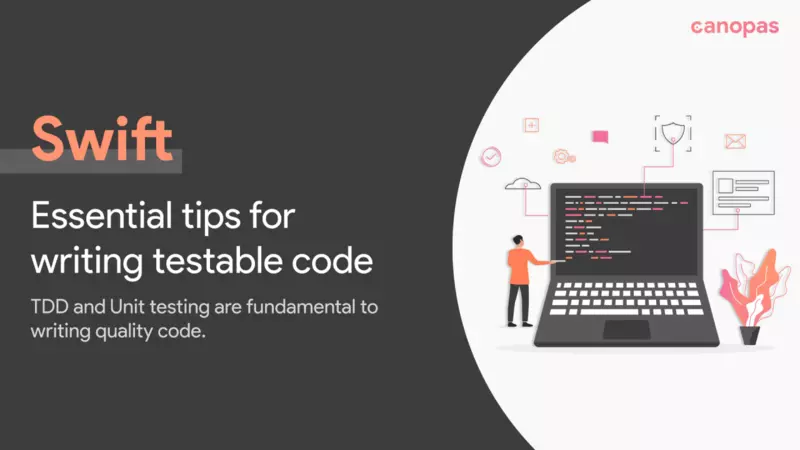 canopas
Swift
Essential tips for
writing testable code
TDD and Unit testing are fundamental to
writing quality code.